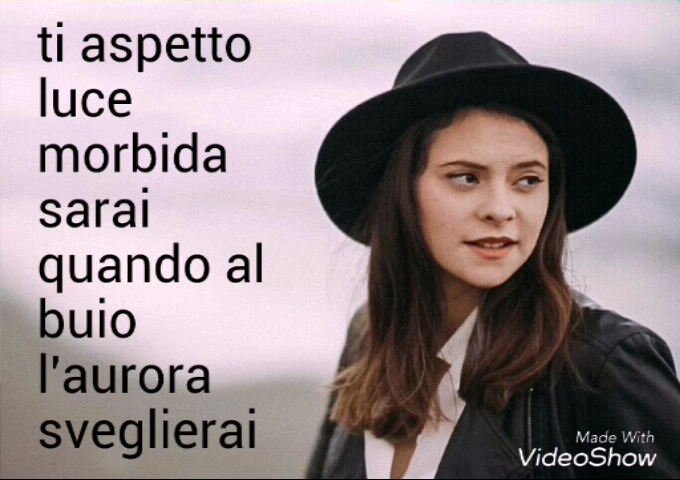 ti aspetto
luce
morbida
sarai
quando al
buio
l'aurora
sveglierai
Made With
VideoShow